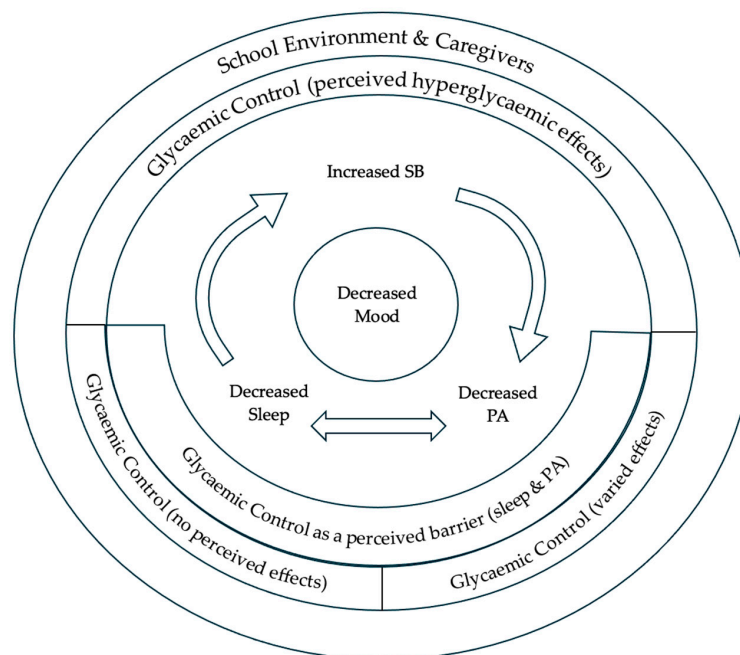 School Environment & Caregivers
Glycaemic Control (perceived hyperglycaemic effects)
Increased SB
Decreased
Mood
Decreased
Sleep
Decreased
PA
Glycaemic Control as a perceived barrier (sleep & PA)
Glycaemic Control (no perceived effects)
Glycaemic Control (varied effects)